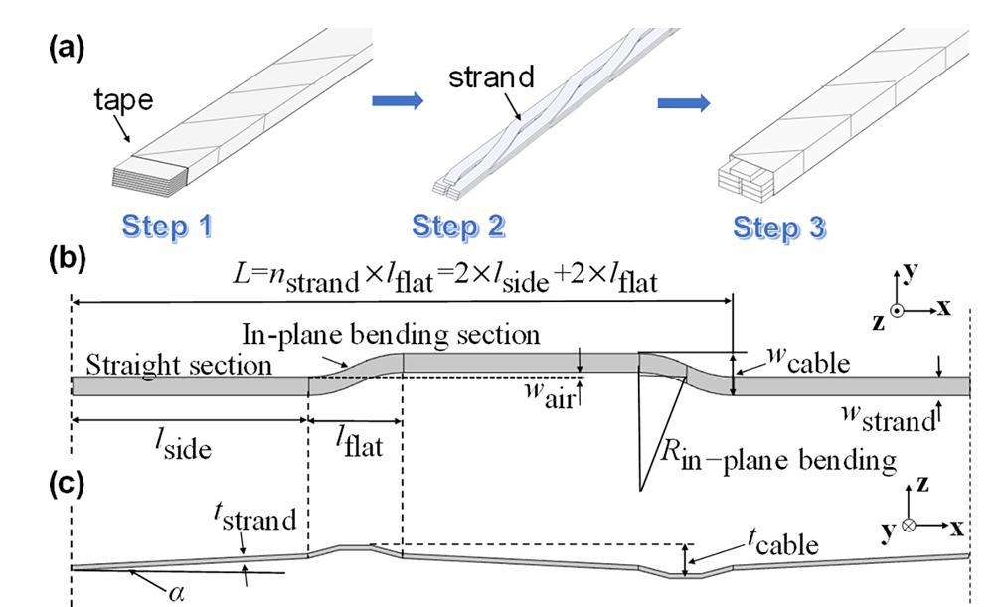 (a)
tape
strand
Step 1
Step 2
Step 3
(b)
L=nstrand×lflat=2×lside+2×lflat
y
x
z
In-plane bending section
Straight section
wcable
wair
wstrand
lside
lflat
Rin−plane bending
(c)
z
y
x
tstrand
tcable
α